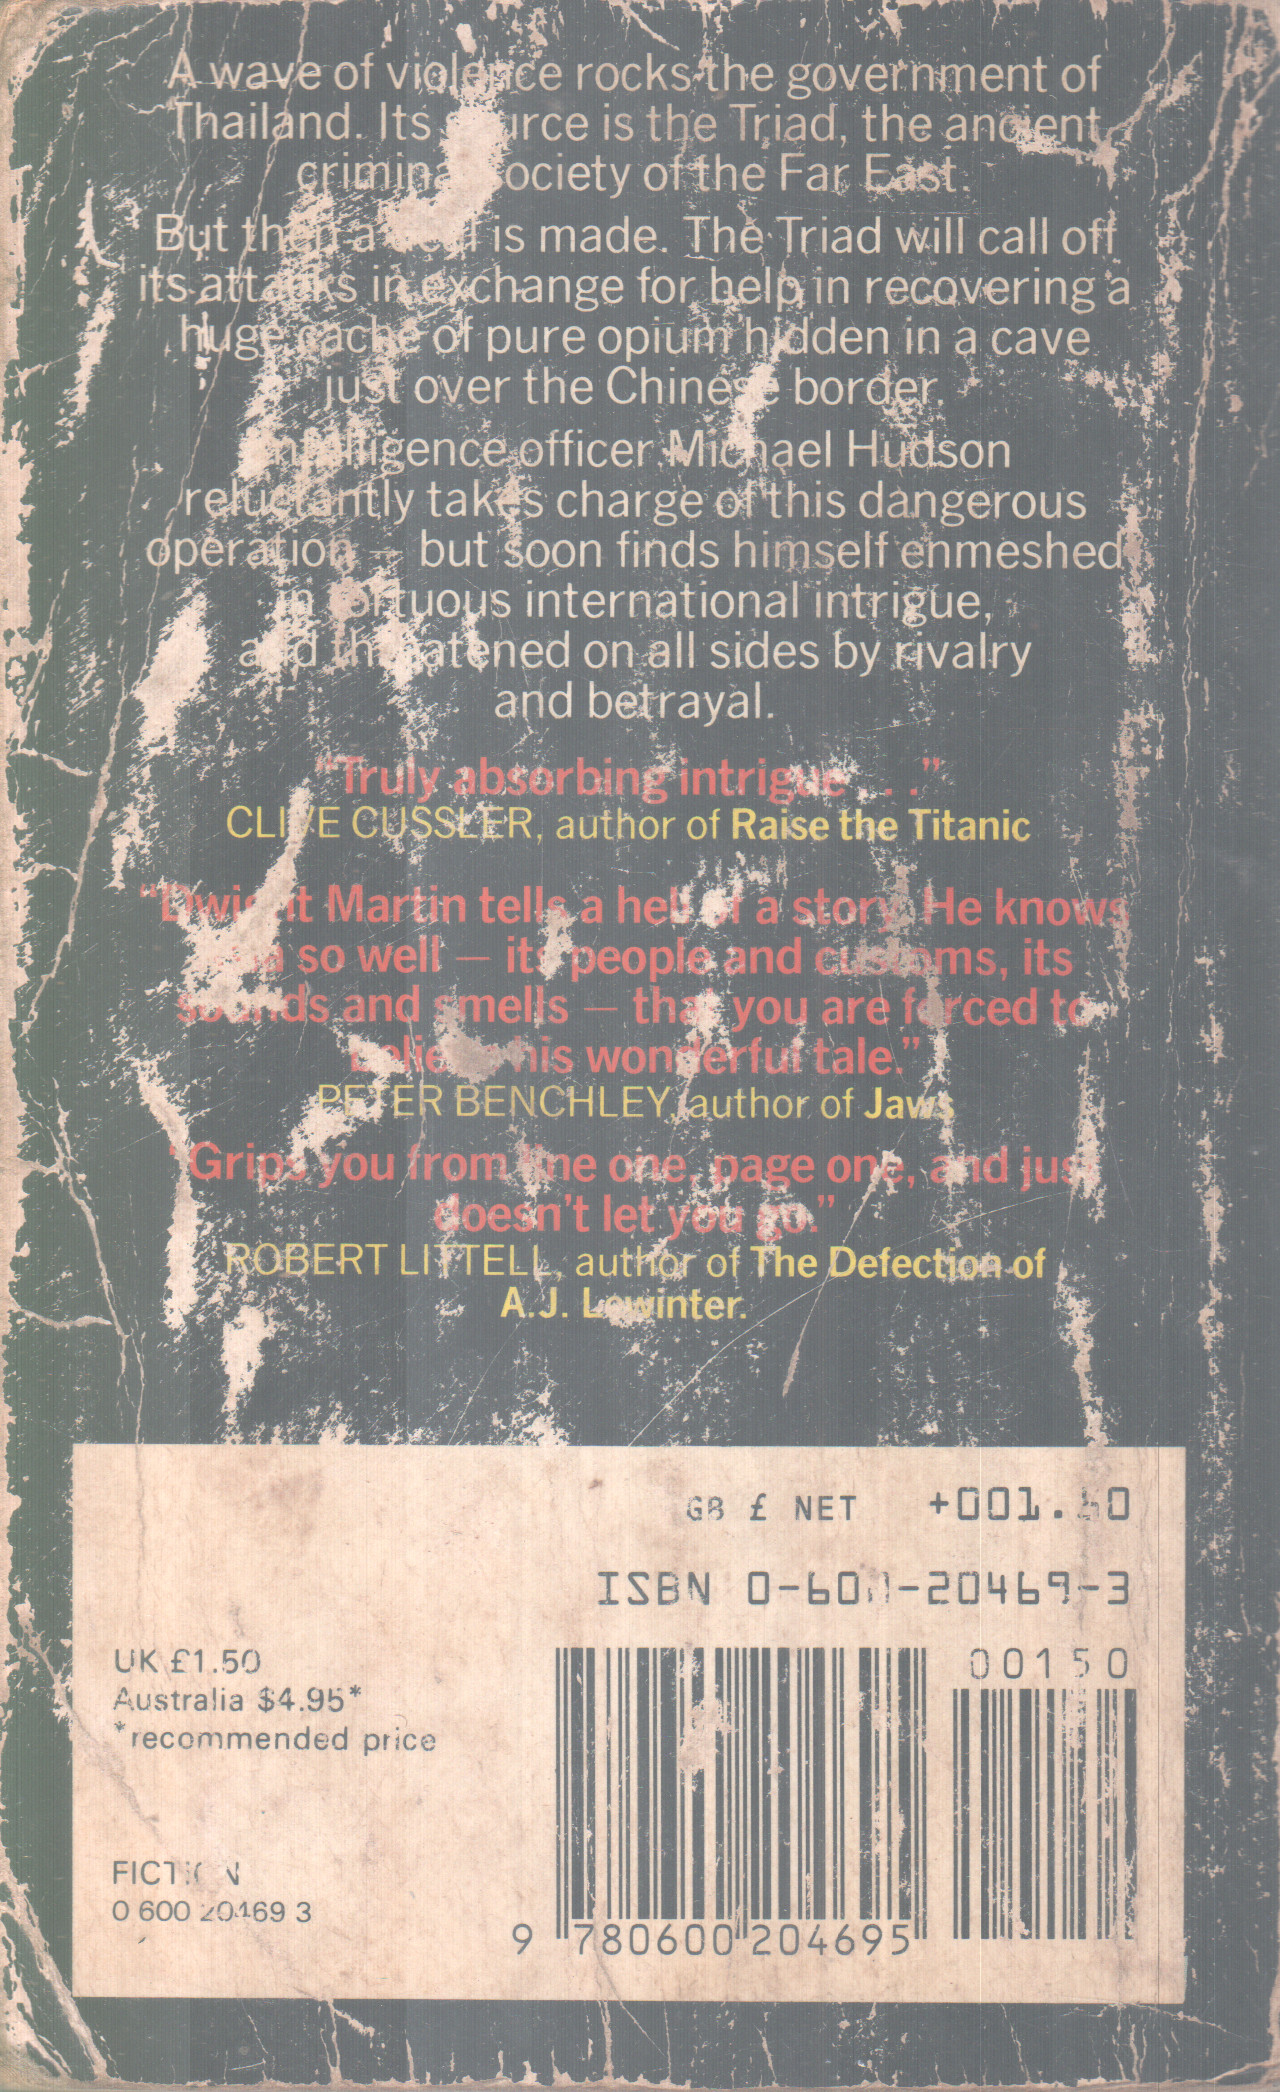 A wave of violence rocks the government of
Thailand. Its source is the Triad, the ancient
criminal society of the Far East.
But then a deal is made. The Triad will call off
its attacks in exchange for help in recovering a
huge cache of pure opium hidden in a cave
just over the Chinese border.
Intelligence officer Michael Hudson
reluctantly takes charge of this dangerous
operation — but soon finds himself enmeshed
in tortuous international intrigue,
and threatened on all sides by rivalry
and betrayal.
“Truly absorbing intrigue . . .”
CLIVE CUSSLER, author of Raise the Titanic
“Dwight Martin tells a hell of a story. He knows
so well — its people and customs, its
sounds and smells — that you are forced to
believe his wonderful tale.”
PETER BENCHLEY, author of Jaws
“Grips you from line one, page one, and just
doesn’t let you go.”
ROBERT LITTELL, author of The Defection of
A.J. Lewinter.
GB £ NET +001.50
ISBN 0-600-20469-3
00150
UK £1.50
Australia $4.95*
*recommended price
FICTION
0 600 20469 3
9 780600 204695